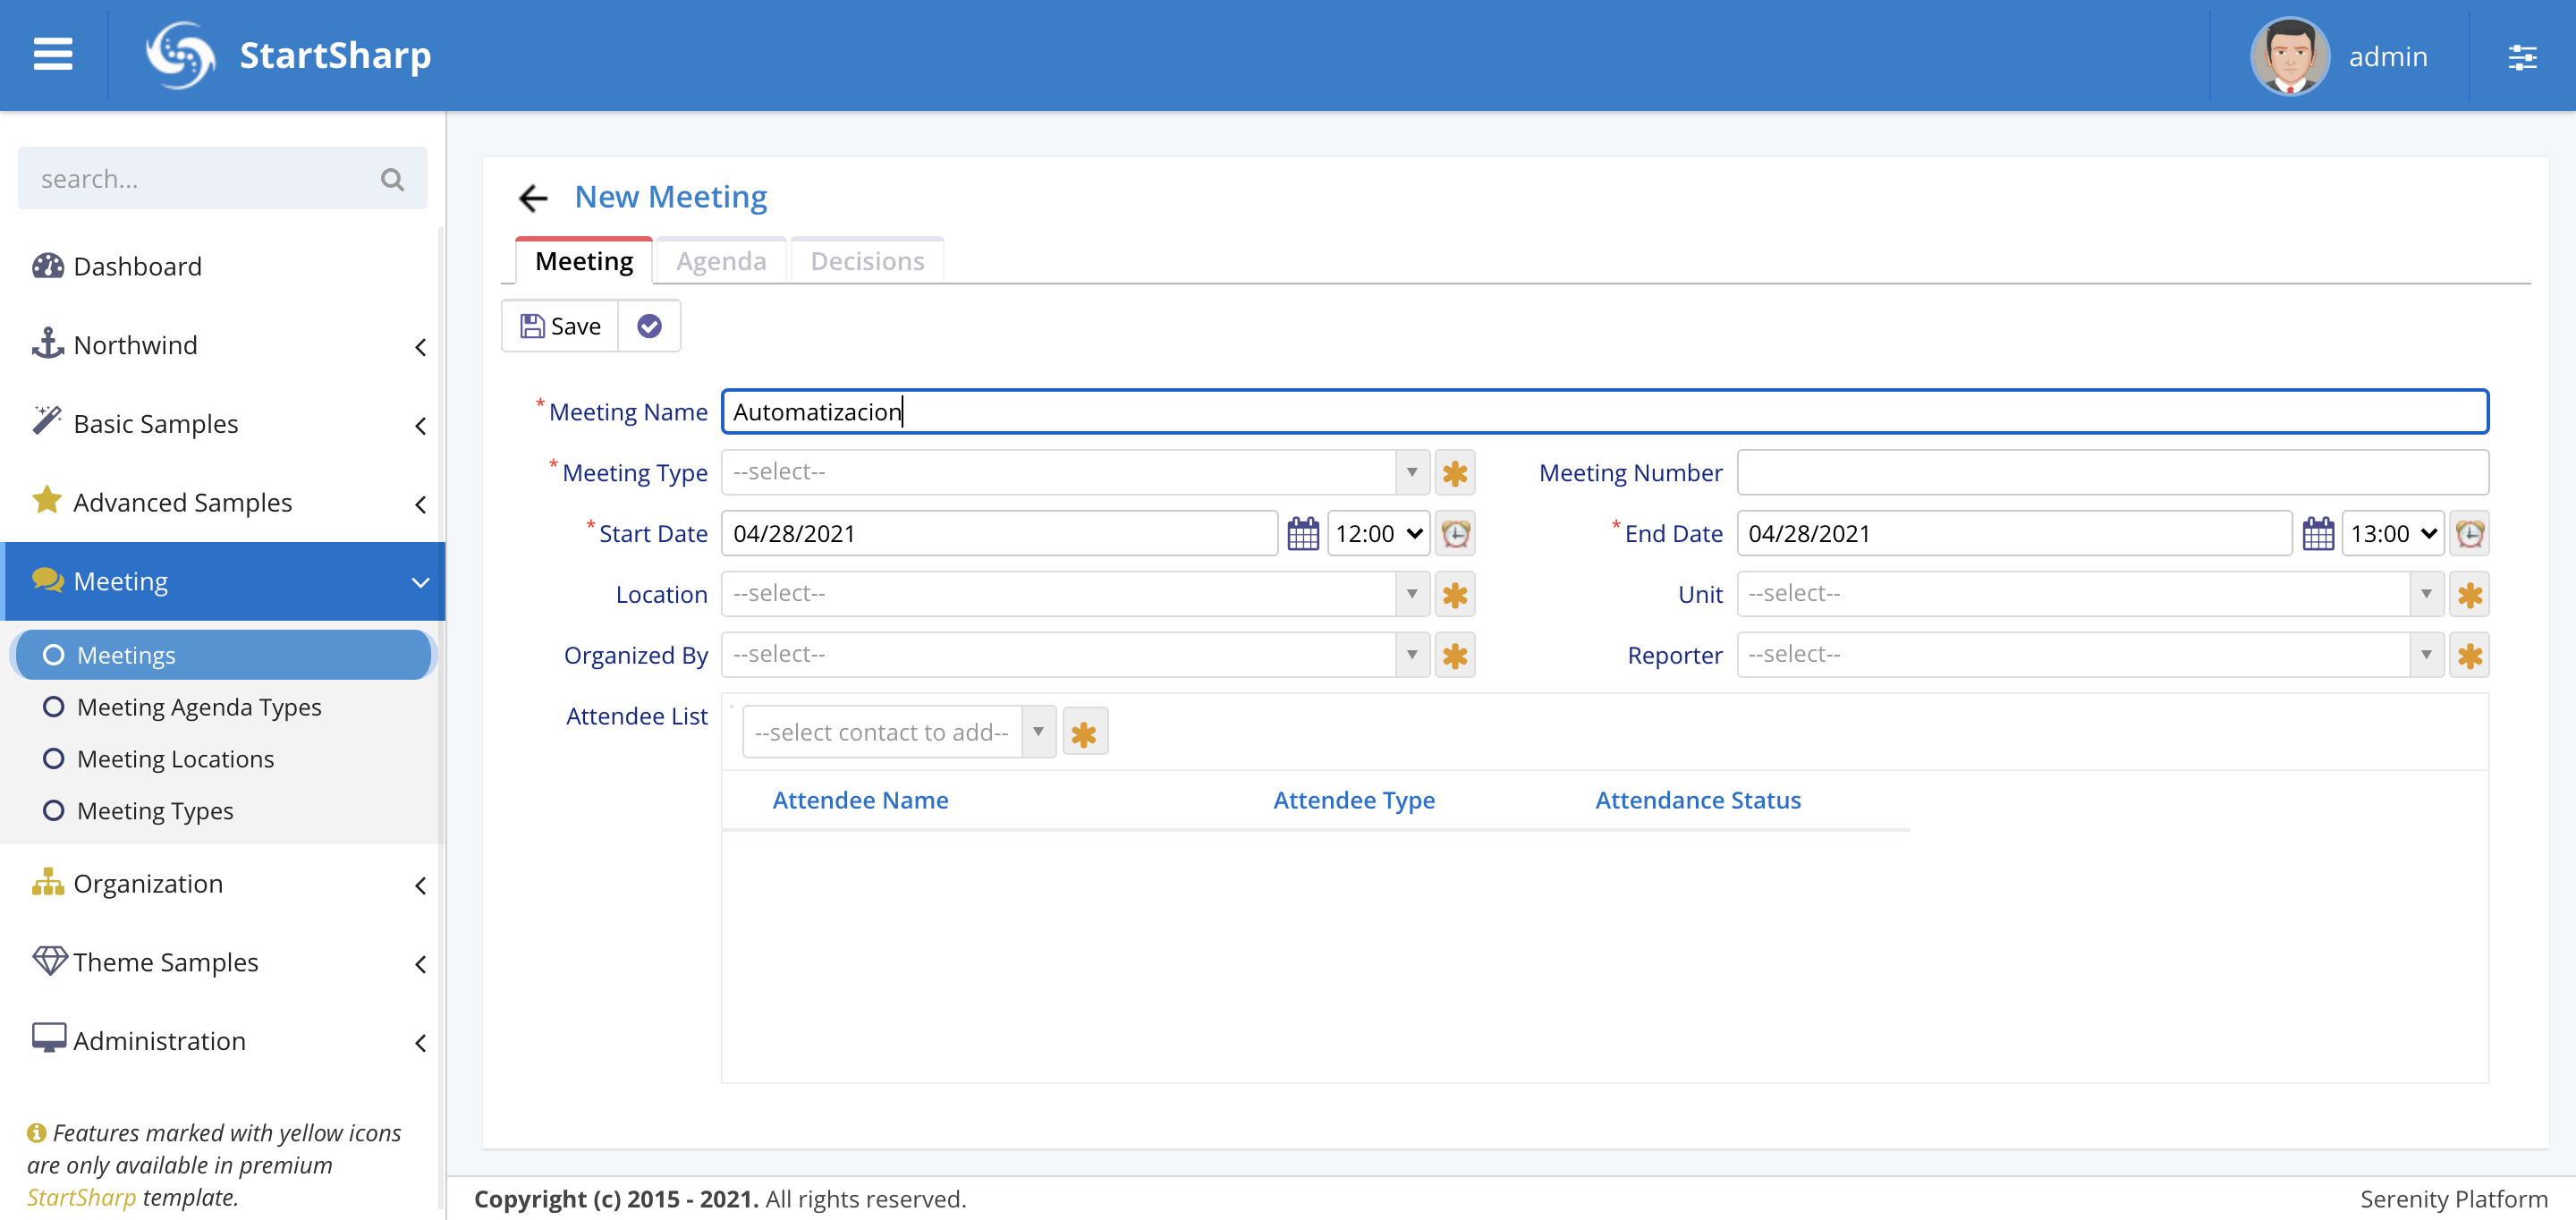 StartSharp
admin
search...
Dashboard
Northwind
Basic Samples
Advanced Samples
Meeting
Meetings
Meeting Agenda Types
Meeting Locations
Meeting Types
Organization
Theme Samples
Administration
Features marked with yellow icons
are only available in premium
StartSharp template.
New Meeting
Meeting Agenda Decisions
Save
* Meeting Name Automatizacion
* Meeting Type --select-- Meeting Number
* Start Date 04/28/2021 12:00 * End Date 04/28/2021 13:00
Location --select-- Unit --select--
Organized By --select-- Reporter --select--
Attendee List --select contact to add--
Attendee Name Attendee Type Attendance Status
Copyright (c) 2015 - 2021. All rights reserved. Serenity Platform